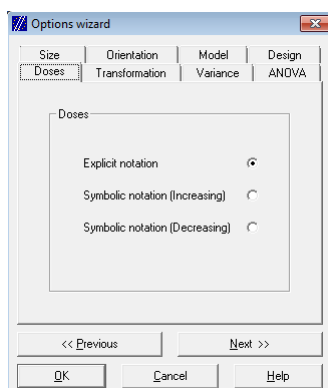 Options wizard
Size Orientation Model Design
Doses Transformation Variance ANOVA
Doses
Explicit notation
Symbolic notation (Increasing)
Symbolic notation (Decreasing)
<< Previous Next >>
OK Cancel Help